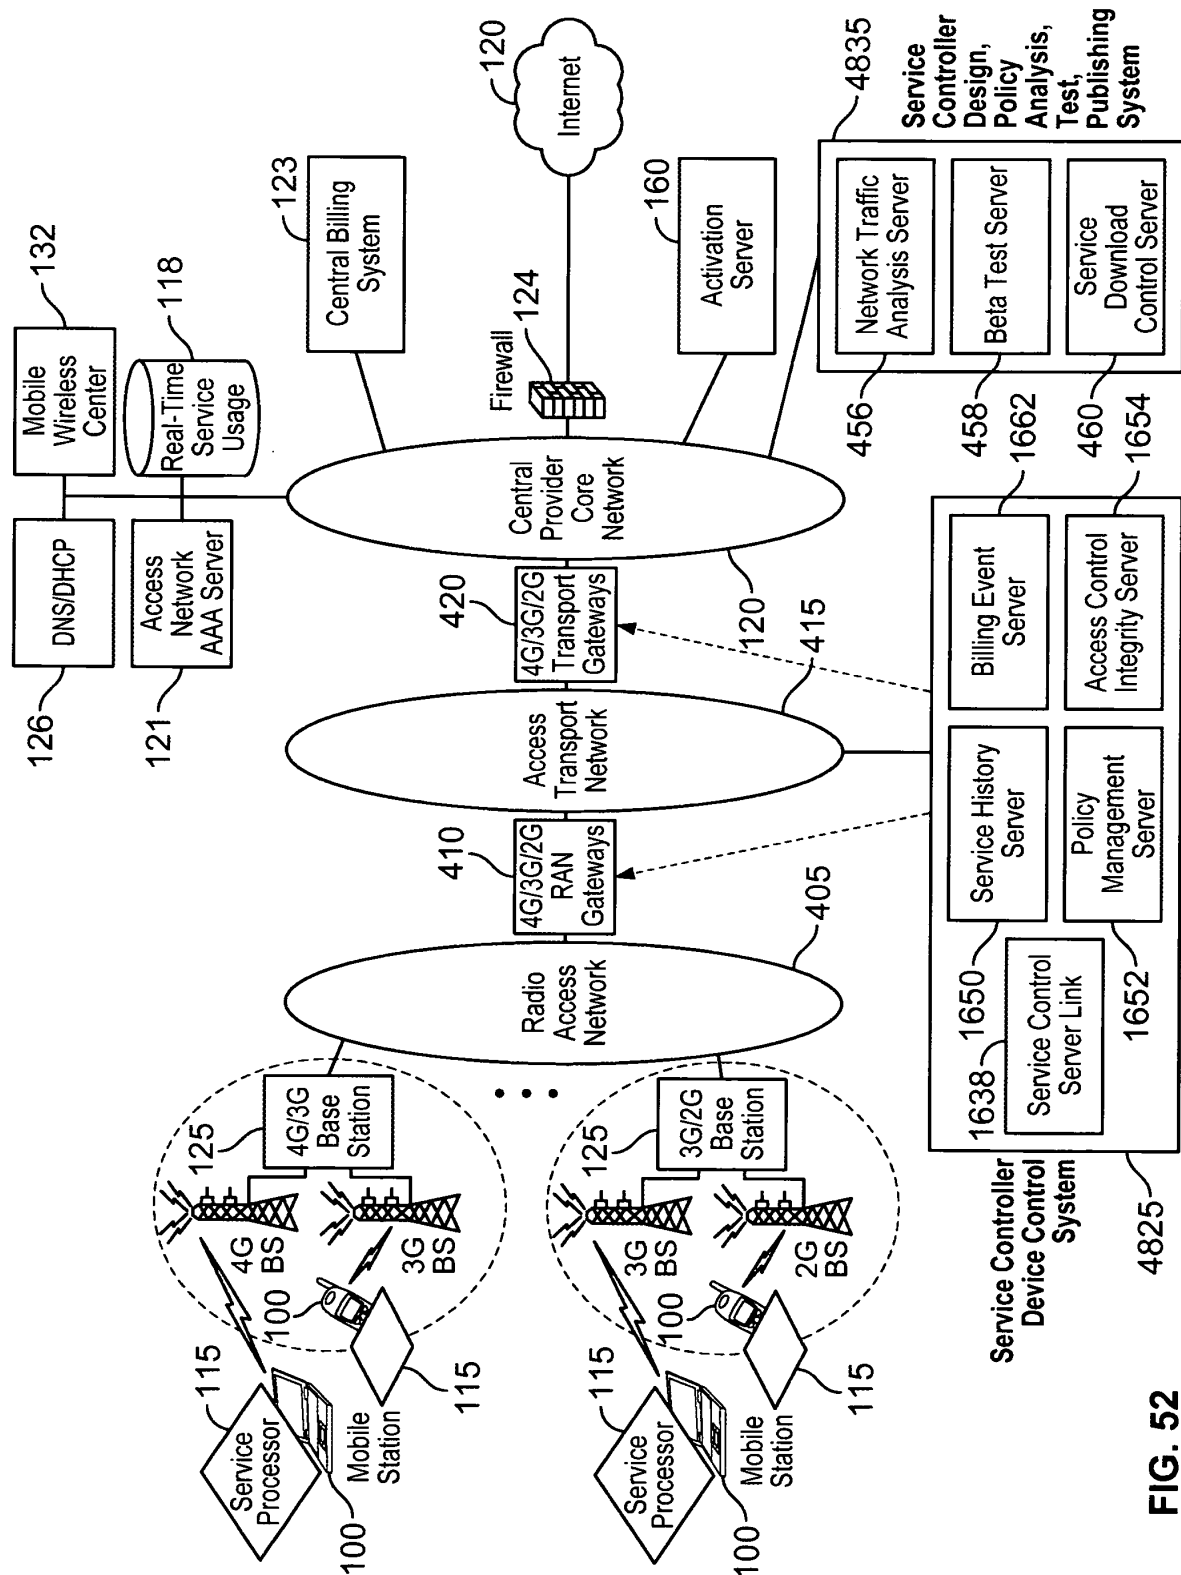 Mobile
Wireless
Center
132
Real-Time
Service
Usage
118
DNS/DHCP
126
Access
Network
AAA Server
121
Central Billing
System
123
Firewall
124
Internet
120
Activation
Server
160
4G/3G
Base
Station
125
4G
BS
3G
BS
100
115
Service
Processor
115
Mobile
Station
100
3G/2G
Base
Station
125
3G
BS
2G
BS
100
115
Service
Processor
115
Mobile
Station
100
Radio
Access
Network
405
4G/3G/2G
RAN
Gateways
410
Access
Transport
Network
415
4G/3G/2G
Transport
Gateways
420
Central
Provider
Core
Network
120
Service Controller
Device Control
System
4825
Service Control
Server Link
1638
Service History
Server
1650
Policy
Management
Server
1652
Billing Event
Server
1662
Access Control
Integrity Server
1654
Network Traffic
Analysis Server
456
Beta Test Server
458
Service
Download
Control Server
460
4835
Service
Controller
Design,
Policy
Analysis,
Test,
Publishing
System
FIG. 52